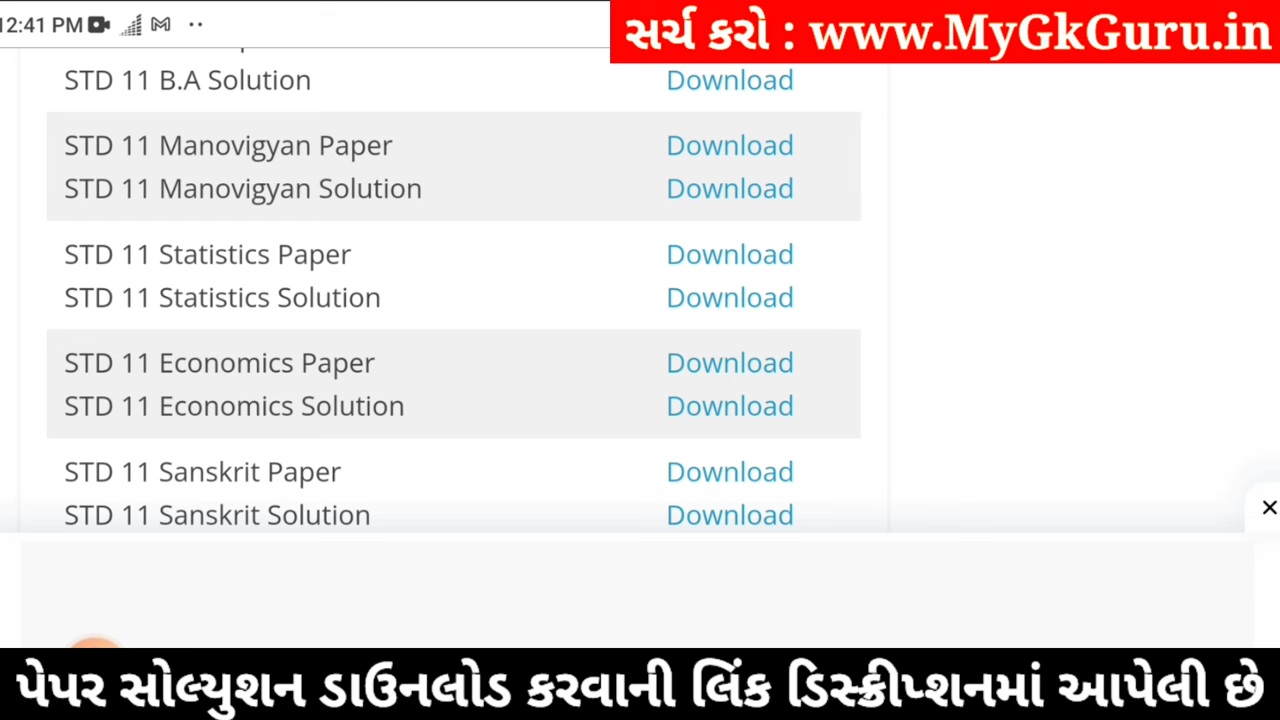 12:41 PM
સર્ચ કરો : www.MyGkGuru.in
STD 11 B.A Solution Download
STD 11 Manovigyan Paper Download
STD 11 Manovigyan Solution Download
STD 11 Statistics Paper Download
STD 11 Statistics Solution Download
STD 11 Economics Paper Download
STD 11 Economics Solution Download
STD 11 Sanskrit Paper Download
STD 11 Sanskrit Solution Download
પેપર સોલ્યુશન ડાઉનલોડ કરવાની લિંક ડિસ્ક્રીપ્શનમાં આપેલી છે